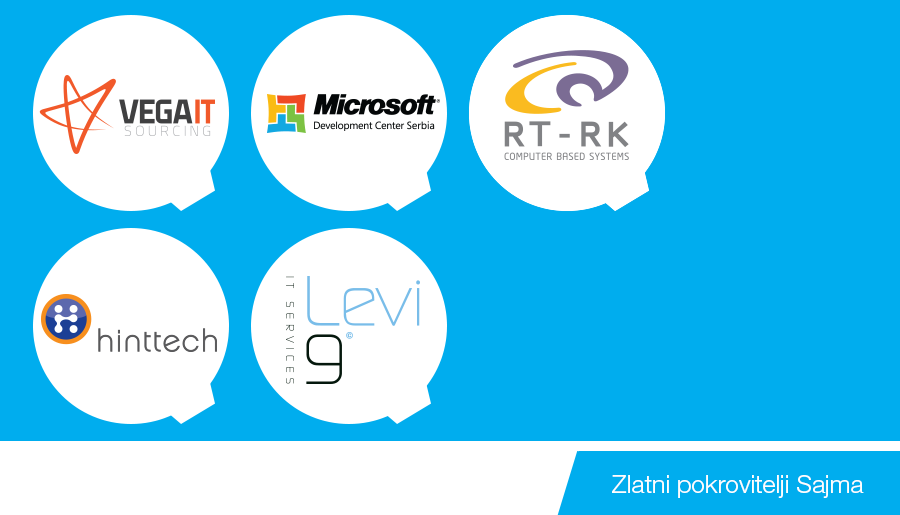 VEGAIT
SOURCING
Microsoft®
Development Center Serbia
RT-RK
COMPUTER BASED SYSTEMS
hinttech
IT SERVICES
Levi
9©
Zlatni pokrovitelji Sajma